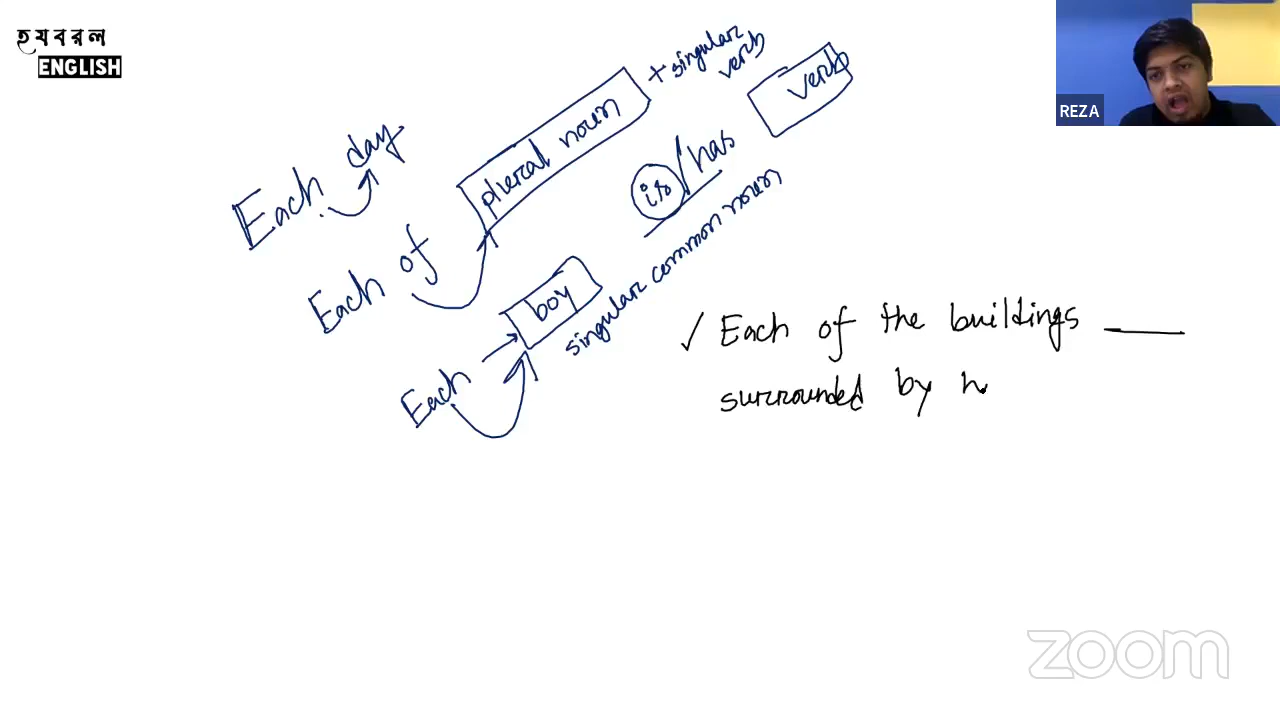 হযবরল
ENGLISH
REZA
Each day
Each of plural noun + singular verb
is/has
verb
Each boy
singular common noun
✓ Each of the buildings ____
surrounded by
zoom